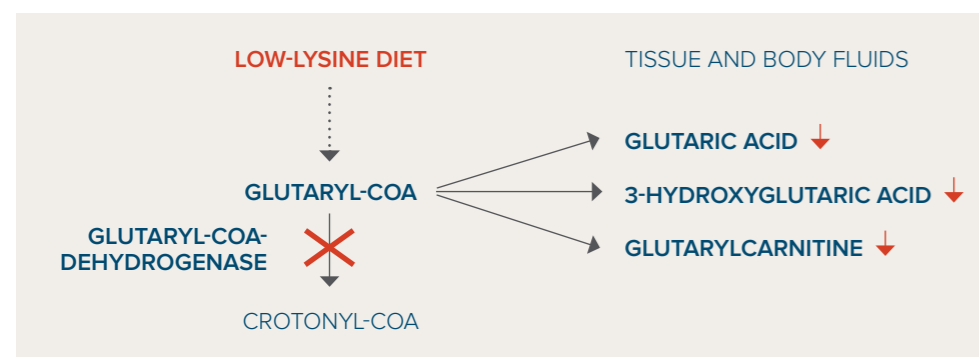 LOW-LYSINE DIET
TISSUE AND BODY FLUIDS
GLUTARIC ACID
GLUTARYL-COA
3-HYDROXYGLUTARIC ACID
GLUTARYL-COA-
DEHYDROGENASE
GLUTARYLCARNITINE
CROTONYL-COA